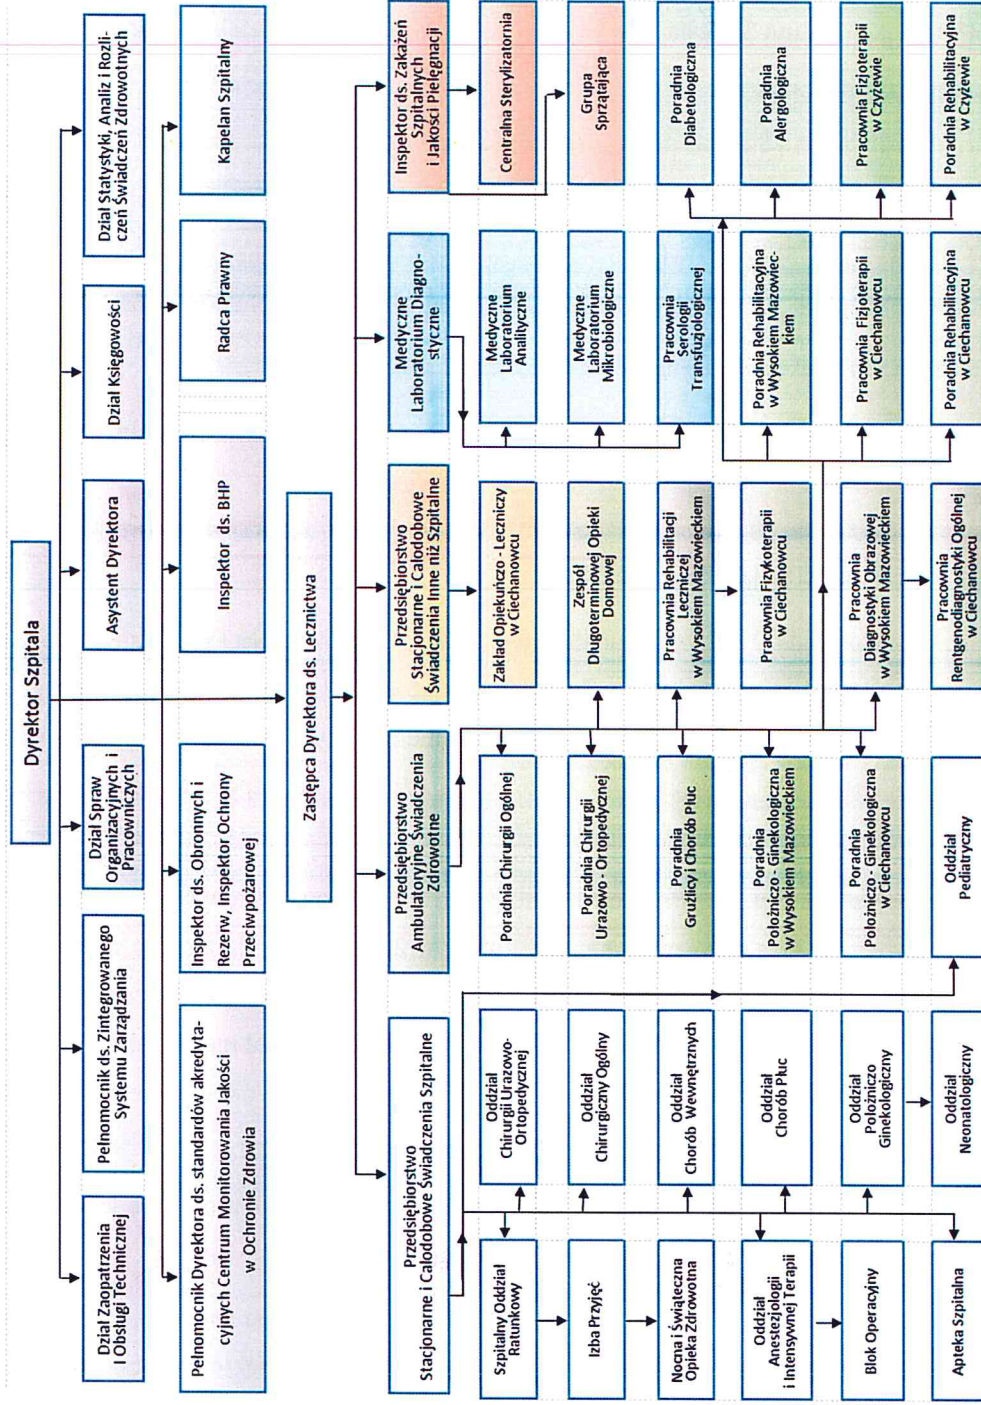 Dyrektor Szpitala
Dział Zaopatrzenia
i Obsługi Technicznej
Pełnomocnik ds. Zintegrowanego
Systemu Zarządzania
Dział Spraw
Organizacyjnych i
Pracowniczych
Asystent Dyrektora
Dział Księgowości
Dział Statystyki, Analiz i Rozli-
czeń Świadczeń Zdrowotnych
Pełnomocnik Dyrektora ds. standardów akredyta-
cyjnych Centrum Monitorowania Jakości
w Ochronie Zdrowia
Inspektor ds. Obronnych i
Rezerw, Inspektor Ochrony
Przeciwpożarowej
Inspektor ds. BHP
Radca Prawny
Kapelan Szpitalny
Zastępca Dyrektora ds. Lecznictwa
Przedsiębiorstwo
Stacjonarne i Całodobowe Świadczenia Szpitalne
Przedsiębiorstwo
Ambulatoryjne Świadczenia
Zdrowotne
Przedsiębiorstwo
Stacjonarne i Całodobowe
Świadczenia Inne niż Szpitalne
Medyczne
Laboratorium Diagno-
styczne
Inspektor ds. Zakażeń
Szpitalnych
i Jakości Pielęgnacji
Szpitalny Oddział
Ratunkowy
Oddział
Chirurgii Urazowo-
Ortopedycznej
Poradnia Chirurgii Ogólnej
Zakład Opiekuńczo - Leczniczy
w Ciechanowcu
Medyczne
Laboratorium
Analityczne
Centralna Sterylizatornia
Izba Przyjęć
Oddział
Chirurgiczny Ogólny
Poradnia Chirurgii
Urazowo - Ortopedycznej
Zespół
Długoterminowej Opieki
Domowej
Medyczne
Laboratorium
Mikrobiologiczne
Grupa
Sprzątająca
Nocna i Świąteczna
Opieka Zdrowotna
Oddział
Chorób Wewnętrznych
Poradnia
Gruźlicy i Chorób Płuc
Pracownia Rehabilitacji
Leczniczej
w Wysokiem Mazowieckiem
Pracownia
Serologii
Transfuzjologicznej
Poradnia
Diabetologiczna
Oddział
Anestezjologii
i Intensywnej Terapii
Oddział
Chorób Płuc
Poradnia
Położniczo - Ginekologiczna
w Wysokiem Mazowieckiem
Pracownia Fizykoterapii
w Ciechanowcu
Poradnia Rehabilitacyjna
w Wysokiem Mazowiec-
kiem
Poradnia
Alergologiczna
Blok Operacyjny
Oddział
Położniczo
Ginekologiczny
Poradnia
Położniczo - Ginekologiczna
w Ciechanowcu
Pracownia
Diagnostyki Obrazowej
w Wysokiem Mazowieckiem
Pracownia Fizjoterapii
w Ciechanowcu
Pracownia Fizjoterapii
w Czyżewie
Apteka Szpitalna
Oddział
Neonatologiczny
Oddział
Pediatryczny
Pracownia
Rentgenodiagnostyki Ogólnej
w Ciechanowcu
Poradnia Rehabilitacyjna
w Ciechanowcu
Poradnia Rehabilitacyjna
w Czyżewie